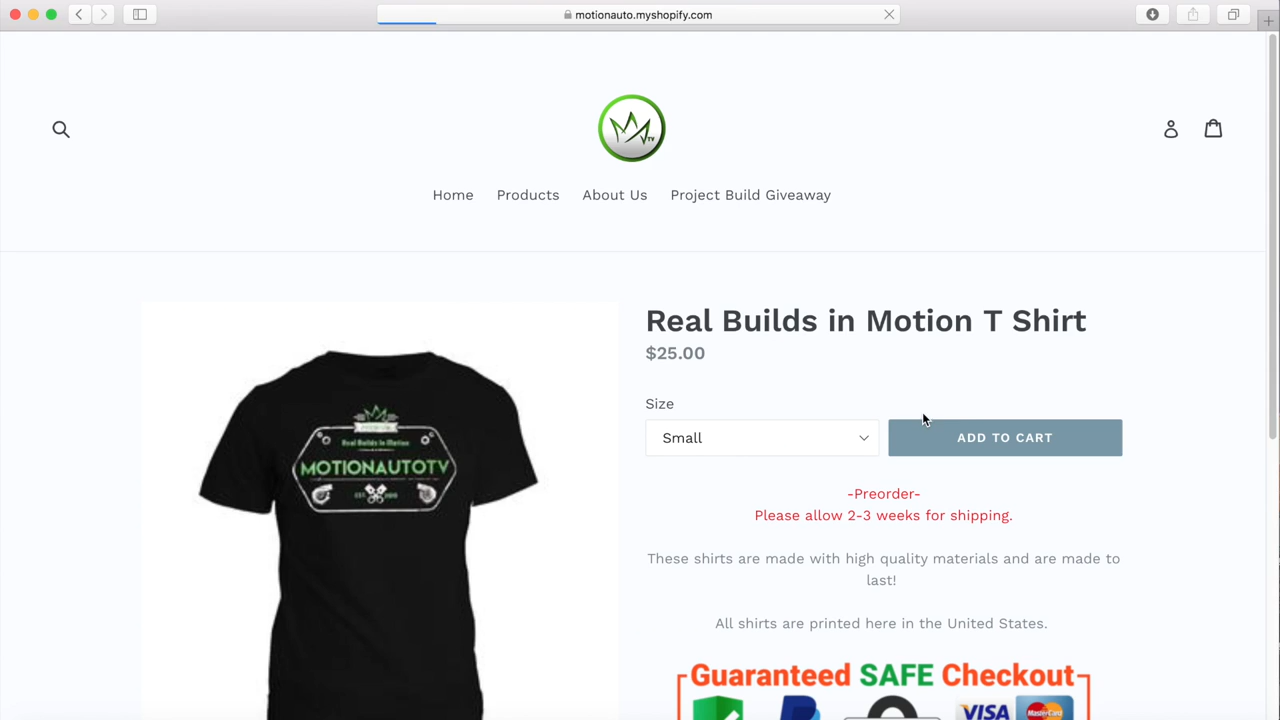 motionauto.myshopify.com
TV
Home Products About Us Project Build Giveaway
Real Builds in Motion T Shirt
$25.00
Size
Small
ADD TO CART
-Preorder-
Please allow 2-3 weeks for shipping.
These shirts are made with high quality materials and are made to
last!
All shirts are printed here in the United States.
Real Builds in Motion
MOTIONAUTOTV
EST.
Guaranteed SAFE Checkout
VISA
MasterCard